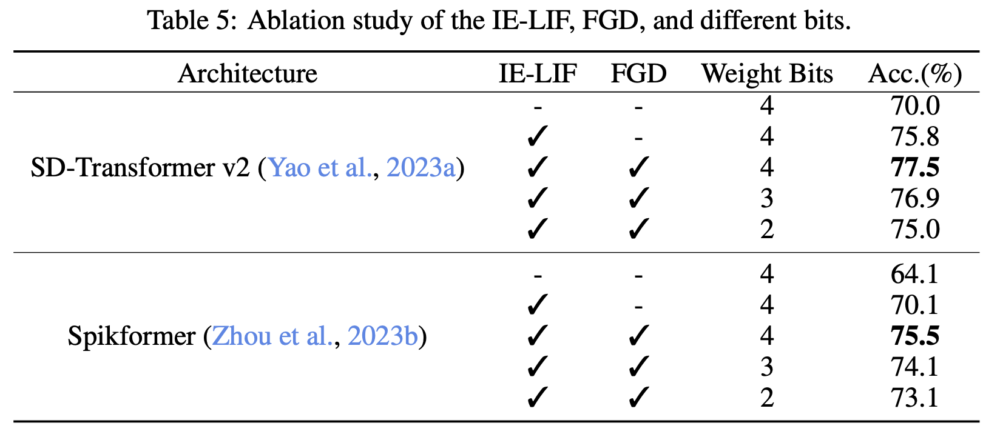 Table 5: Ablation study of the IE-LIF, FGD, and different bits.
Architecture IE-LIF FGD Weight Bits Acc.(%)
- - 4 70.0
✓ - 4 75.8
SD-Transformer v2 (Yao et al., 2023a) ✓ ✓ 4 77.5
✓ ✓ 3 76.9
✓ ✓ 2 75.0
- - 4 64.1
✓ - 4 70.1
Spikformer (Zhou et al., 2023b) ✓ ✓ 4 75.5
✓ ✓ 3 74.1
✓ ✓ 2 73.1